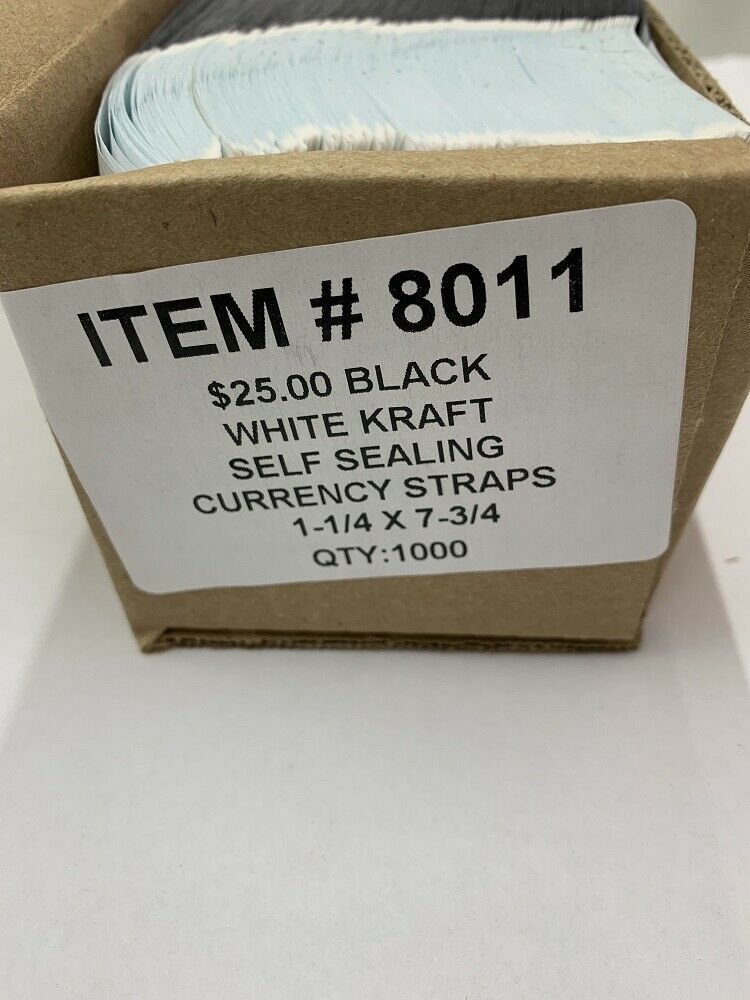 ITEM # 8011
$25.00 BLACK
WHITE KRAFT
SELF SEALING
CURRENCY STRAPS
1-1/4 X 7-3/4
QTY:1000